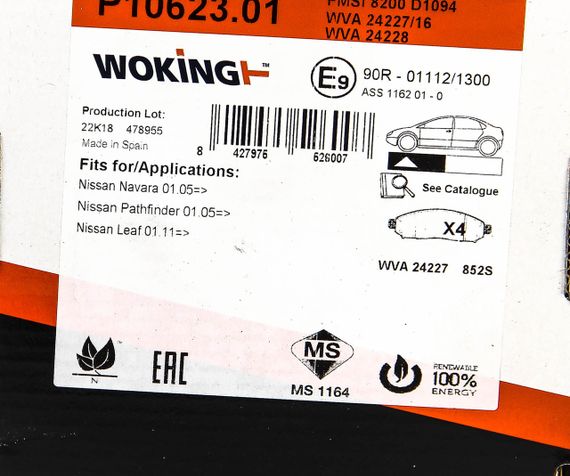 P10623.01
FMSI 8200 D1094
WVA 24227/16
WVA 24228
WOKING
E9
90R - 01112/1300
ASS 1162 01 - 0
Production Lot:
22K18 478955
Made in Spain
8 427976 626007
Fits for/Applications:
Nissan Navara 01.05=>
Nissan Pathfinder 01.05=>
Nissan Leaf 01.11=>
See Catalogue
X4
WVA 24227 852S
N
EAC
MS
MS 1164
RENEWABLE
100%
ENERGY